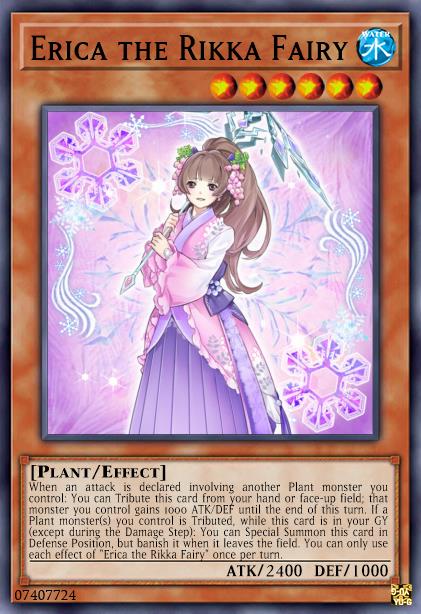 Erica the Rikka Fairy
WATER
水
[Plant/Effect]
When an attack is declared involving another Plant monster you
control: You can Tribute this card from your hand or face-up field; that
monster you control gains 1000 ATK/DEF until the end of this turn. If a
Plant monster(s) you control is Tributed, while this card is in your GY
(except during the Damage Step): You can Special Summon this card in
Defense Position, but banish it when it leaves the field. You can only use
each effect of "Erica the Rikka Fairy" once per turn.
ATK/2400 DEF/1000
07407724